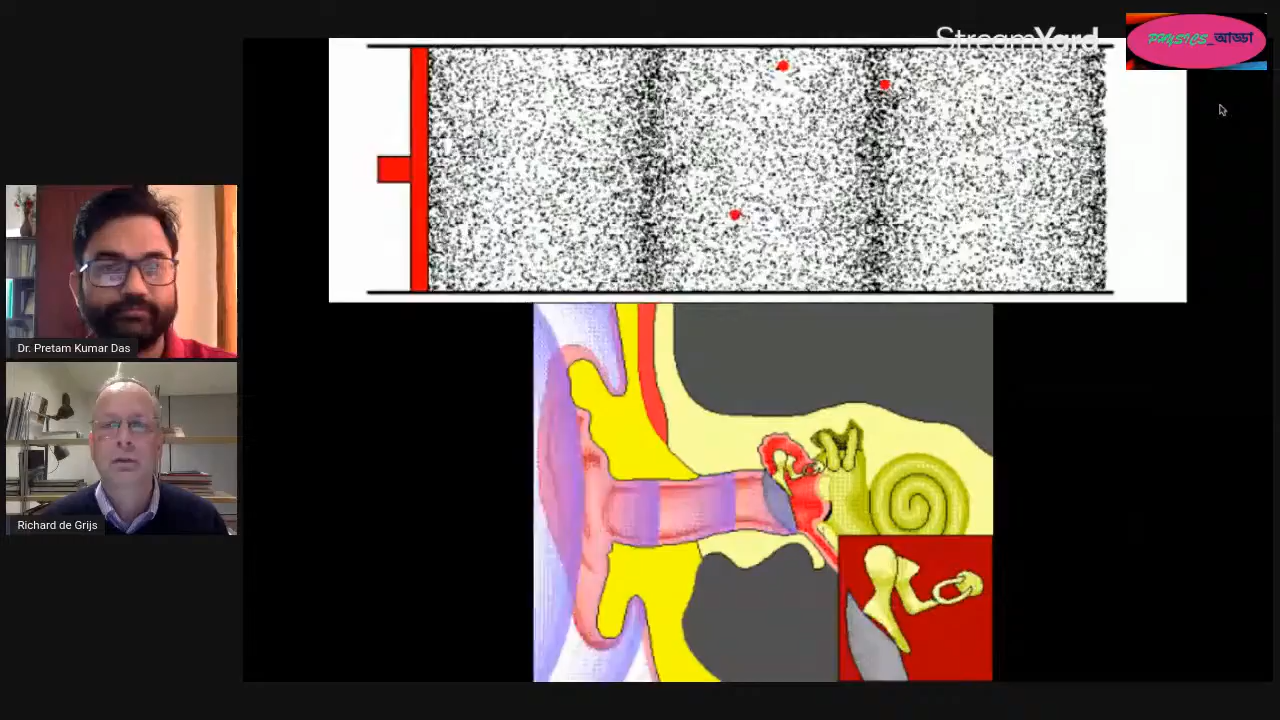 StreamYard
PHYSICS_আড্ডা
Dr. Pretam Kumar Das
Richard de Grijs